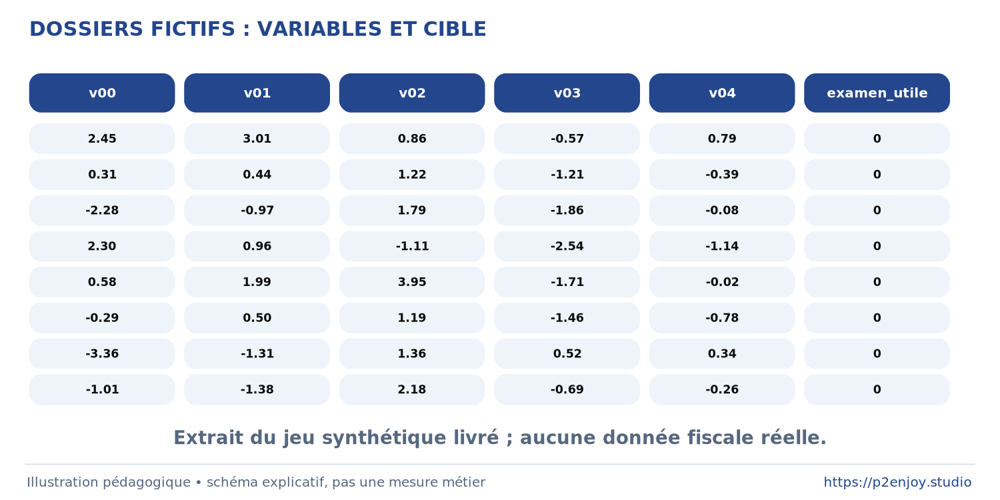 DOSSIERS FICTIFS : VARIABLES ET CIBLE
v00 v01 v02 v03 v04 examen_utile
2.45 3.01 0.86 -0.57 0.79 0
0.31 0.44 1.22 -1.21 -0.39 0
-2.28 -0.97 1.79 -1.86 -0.08 0
2.30 0.96 -1.11 -2.54 -1.14 0
0.58 1.99 3.95 -1.71 -0.02 0
-0.29 0.50 1.19 -1.46 -0.78 0
-3.36 -1.31 1.36 0.52 0.34 0
-1.01 -1.38 2.18 -0.69 -0.26 0
Extrait du jeu synthétique livré ; aucune donnée fiscale réelle.
Illustration pédagogique • schéma explicatif, pas une mesure métier https://p2enjoy.studio